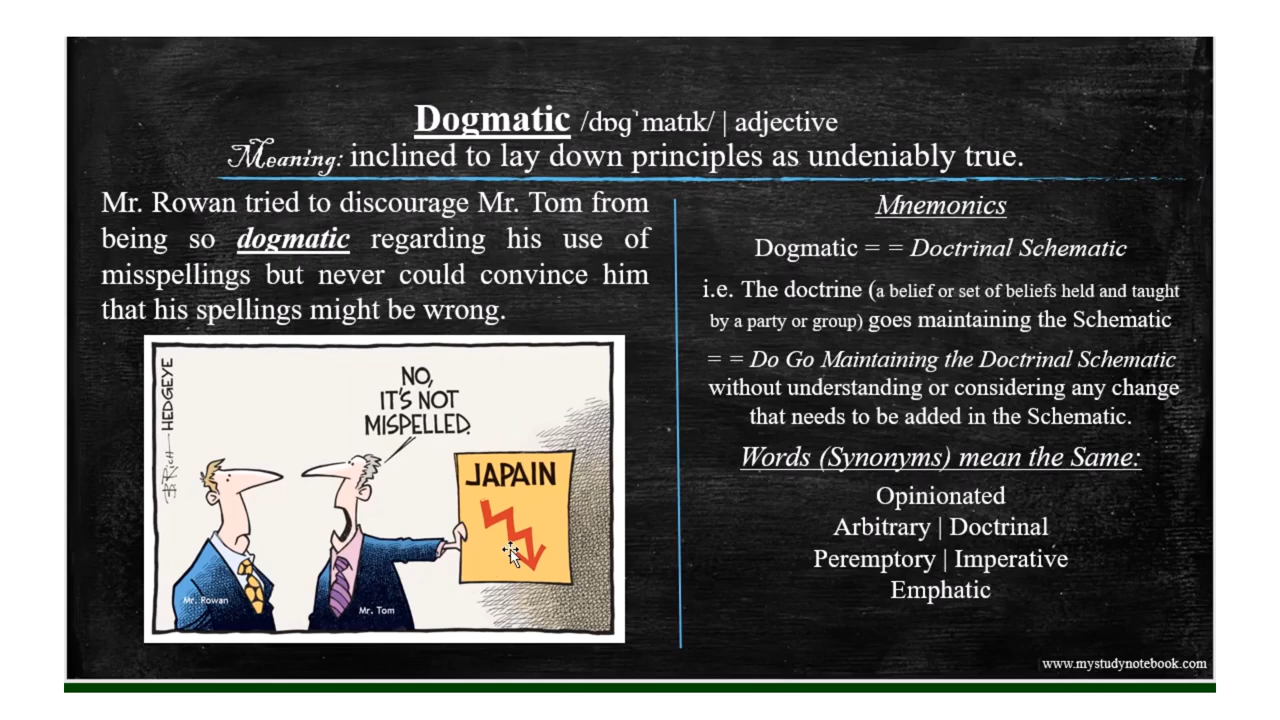 Dogmatic /dɒɡˈmatɪk/ | adjective
Meaning: inclined to lay down principles as undeniably true.
Mr. Rowan tried to discourage Mr. Tom from
being so dogmatic regarding his use of
misspellings but never could convince him
that his spellings might be wrong.
HEDGEYE
B. RICH
NO,
IT'S NOT
MISPELLED.
JAPAIN
Mr. Rowan
Mr. Tom
Mnemonics
Dogmatic = = Doctrinal Schematic
i.e. The doctrine (a belief or set of beliefs held and taught
by a party or group) goes maintaining the Schematic
= = Do Go Maintaining the Doctrinal Schematic
without understanding or considering any change
that needs to be added in the Schematic.
Words (Synonyms) mean the Same:
Opinionated
Arbitrary | Doctrinal
Peremptory | Imperative
Emphatic
www.mystudynotebook.com